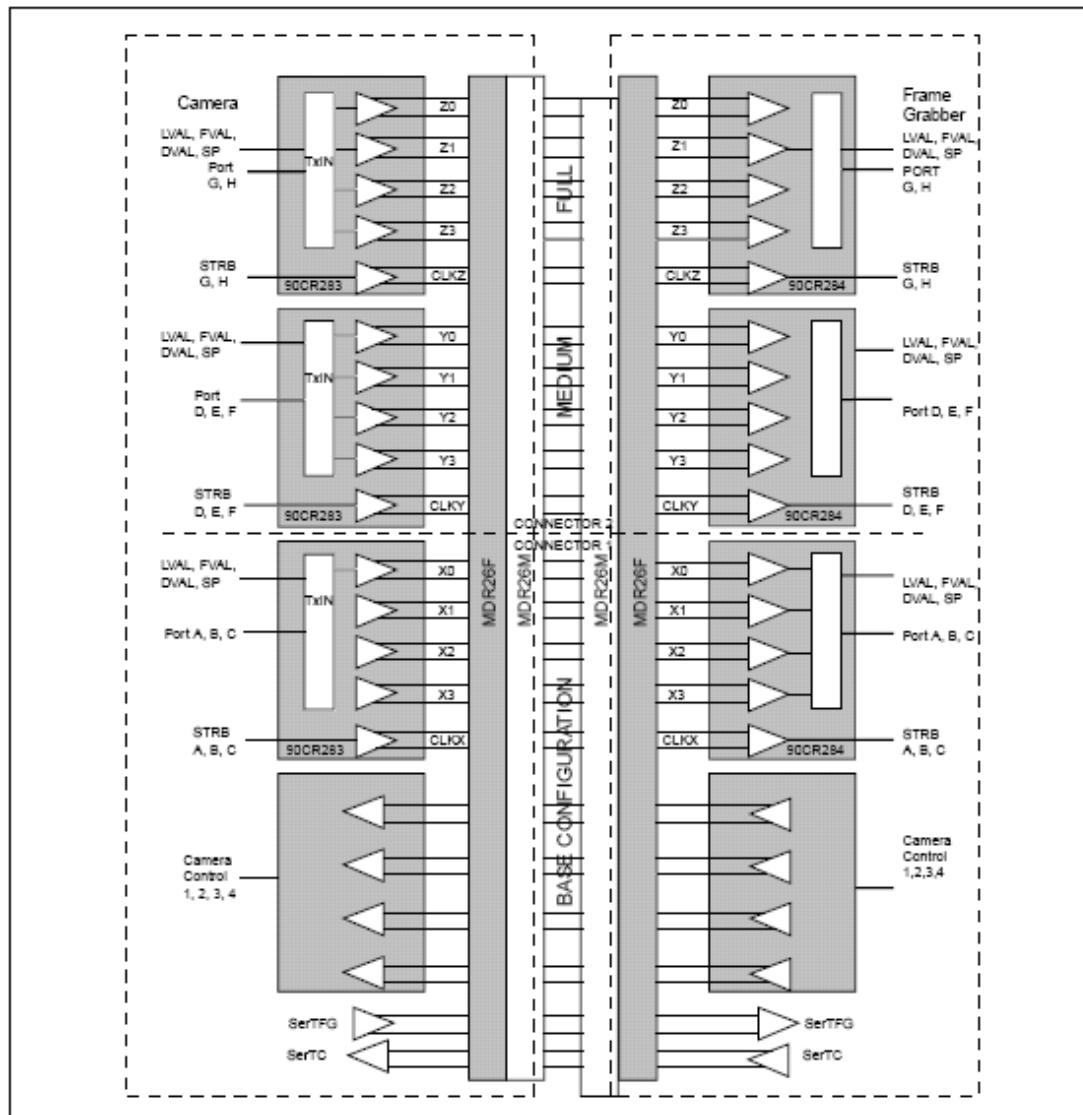 Camera
LVAL, FVAL,
DVAL, SP
Port
G, H
STRB
G, H
TxIN
90CR283
Z0
Z1
Z2
Z3
CLKZ
LVAL, FVAL,
DVAL, SP
Port
D, E, F
STRB
D, E, F
TxIN
90CR283
Y0
Y1
Y2
Y3
CLKY
LVAL, FVAL,
DVAL, SP
Port A, B, C
STRB
A, B, C
TxIN
90CR283
X0
X1
X2
X3
CLKX
Camera
Control
1, 2, 3, 4
SerTFG
SerTC
MDR26F
MDR26M
FULL
MEDIUM
CONNECTOR 2
CONNECTOR 1
BASE CONFIGURATION
MDR26M
MDR26F
Z0
Z1
Z2
Z3
CLKZ
90CR284
Frame
Grabber
LVAL, FVAL,
DVAL, SP
PORT
G, H
STRB
G, H
Y0
Y1
Y2
Y3
CLKY
90CR284
LVAL, FVAL,
DVAL, SP
Port D, E, F
STRB
D, E, F
X0
X1
X2
X3
CLKX
90CR284
LVAL, FVAL,
DVAL, SP
Port A, B, C
STRB
A, B, C
Camera
Control
1,2,3,4
SerTFG
SerTC